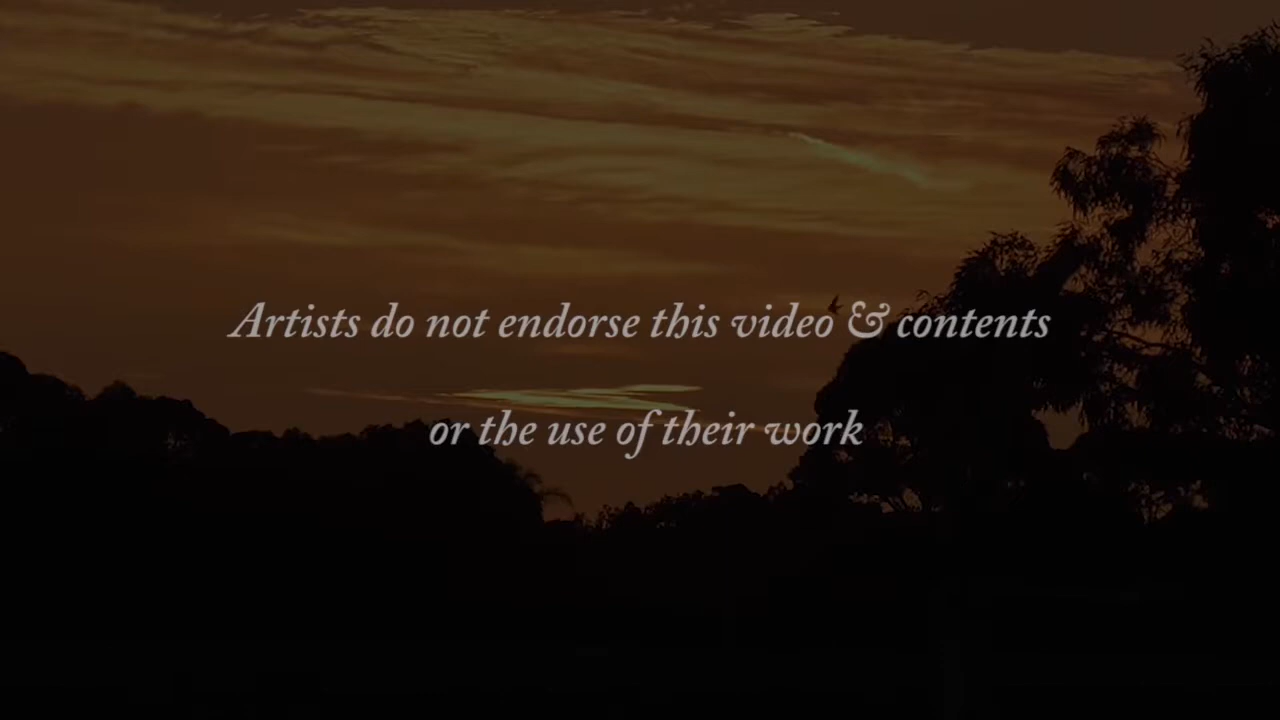 Artists do not endorse this video & contents
or the use of their work